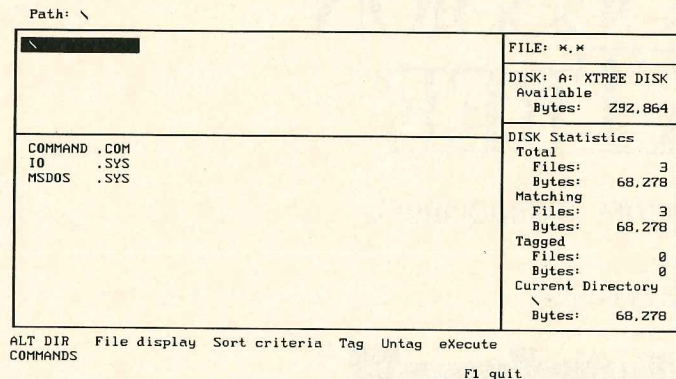 Path: \
\
FILE: *.*
DISK: A: XTREE DISK
Available
Bytes: 292,864
COMMAND .COM
IO .SYS
MSDOS .SYS
DISK Statistics
Total
Files: 3
Bytes: 68,278
Matching
Files: 3
Bytes: 68,278
Tagged
Files: 0
Bytes: 0
Current Directory
\
Bytes: 68,278
ALT DIR File display Sort criteria Tag Untag eXecute
COMMANDS
F1 quit